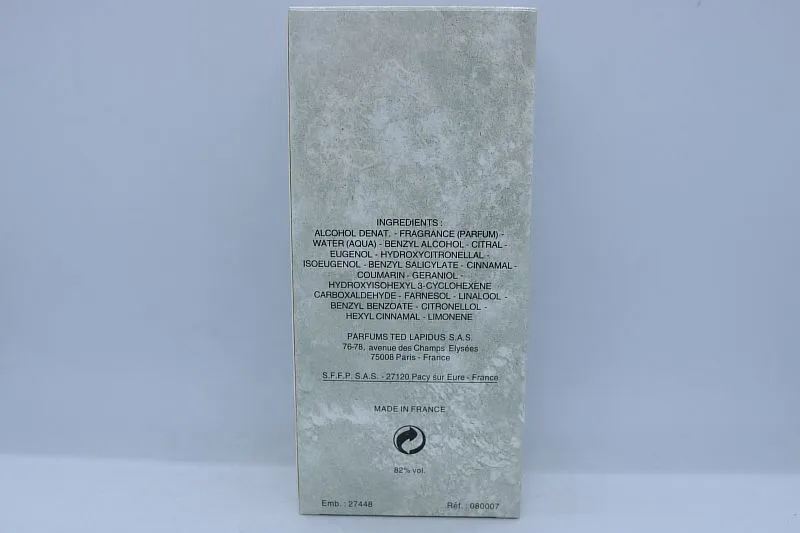 INGREDIENTS :
ALCOHOL DENAT. - FRAGRANCE (PARFUM) -
WATER (AQUA) - BENZYL ALCOHOL - CITRAL -
EUGENOL - HYDROXYCITRONELLAL -
ISOEUGENOL - BENZYL SALICYLATE - CINNAMAL -
COUMARIN - GERANIOL -
HYDROXYISOHEXYL 3-CYCLOHEXENE
CARBOXALDEHYDE - FARNESOL - LINALOOL -
BENZYL BENZOATE - CITRONELLOL -
HEXYL CINNAMAL - LIMONENE
PARFUMS TED LAPIDUS S.A.S.
76-78, avenue des Champs Elysées
75008 Paris - France
S.F.F.P. S.A.S. - 27120 Pacy sur Eure - France
MADE IN FRANCE
82% vol.
Emb. : 27448
Réf. : 080007